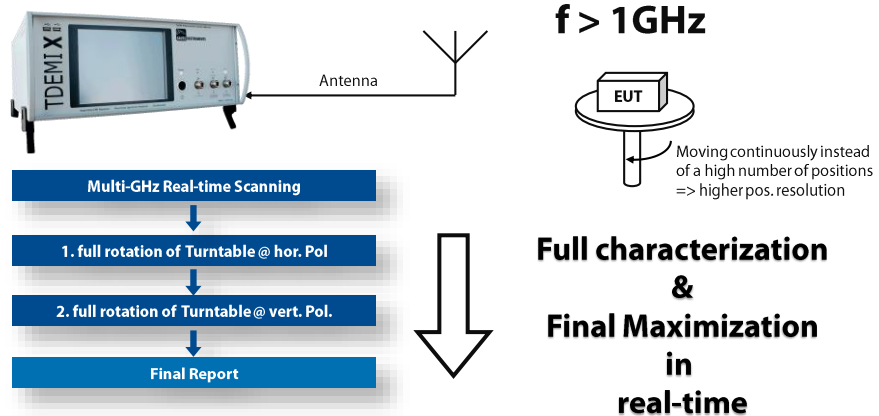 TDEMI X
f > 1GHz
Antenna
EUT
Moving continuously instead
of a high number of positions
=> higher pos. resolution
Multi-GHz Real-time Scanning
1. full rotation of Turntable @ hor. Pol
2. full rotation of Turntable @ vert. Pol.
Final Report
Full characterization
&
Final Maximization
in
real-time